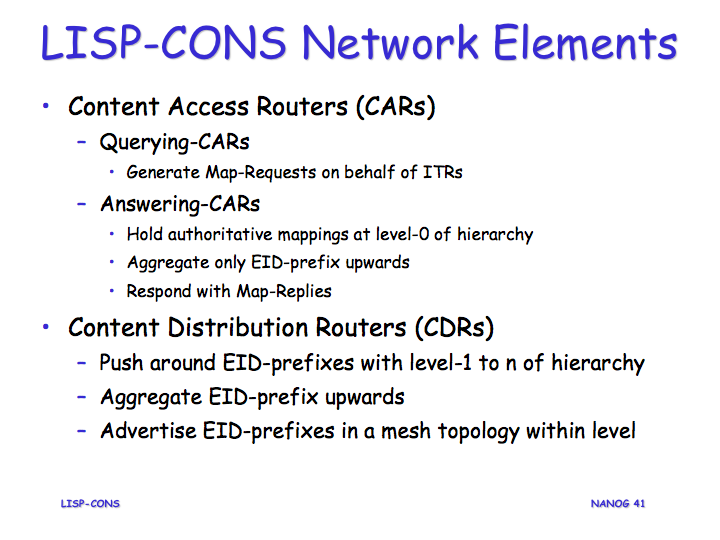 LISP-CONS Network Elements
• Content Access Routers (CARs)
– Querying-CARs
• Generate Map-Requests on behalf of ITRs
– Answering-CARs
• Hold authoritative mappings at level-0 of hierarchy
• Aggregate only EID-prefix upwards
• Respond with Map-Replies
• Content Distribution Routers (CDRs)
– Push around EID-prefixes with level-1 to n of hierarchy
– Aggregate EID-prefix upwards
– Advertise EID-prefixes in a mesh topology within level
LISP-CONS NANOG 41